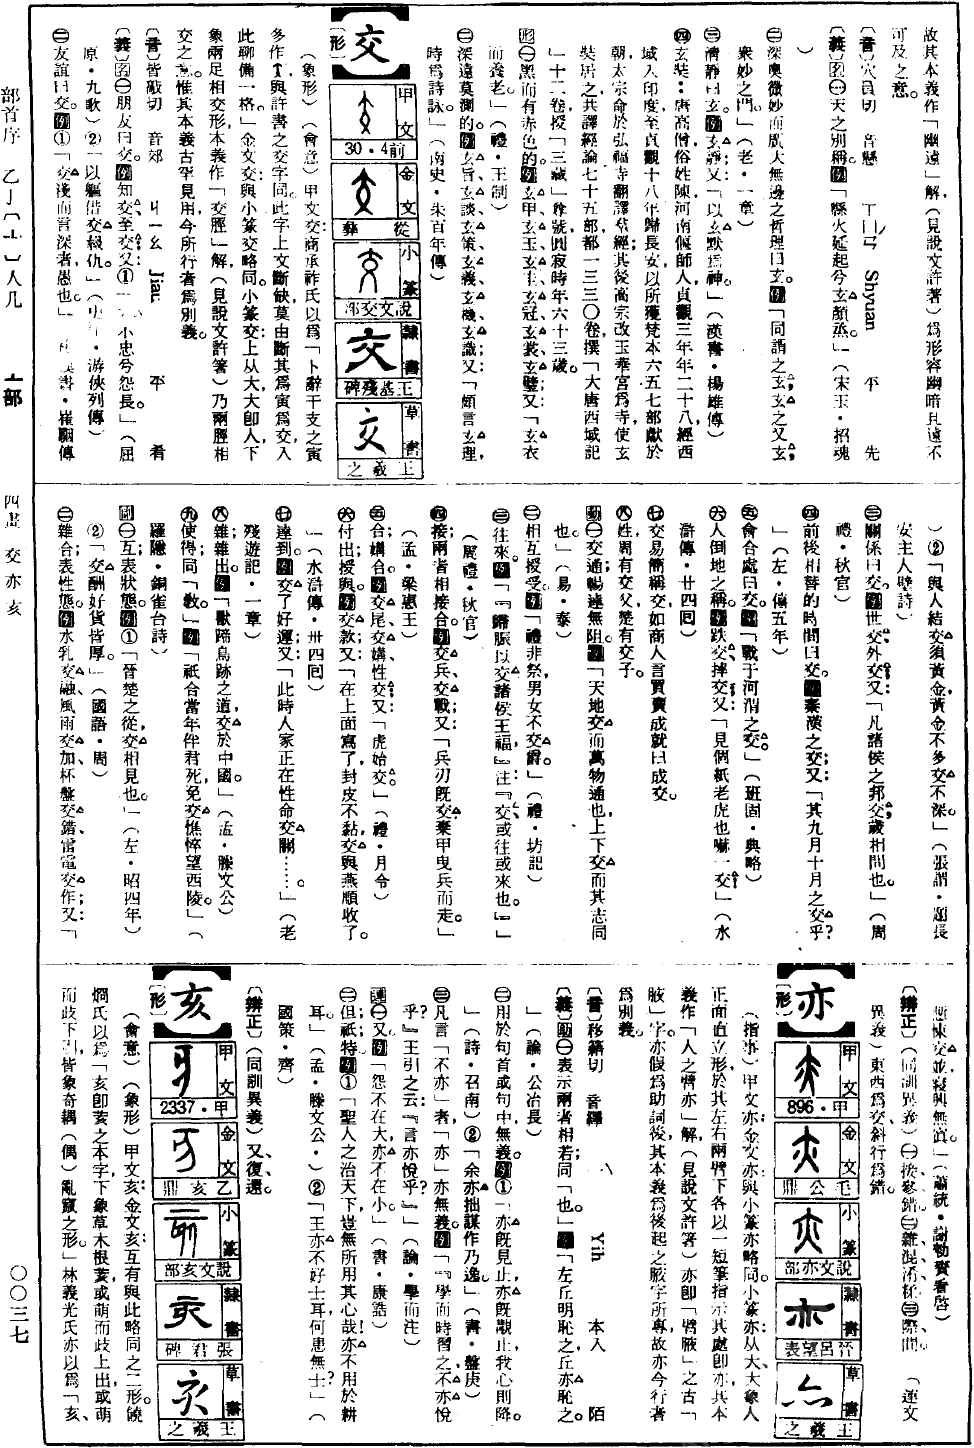 故其本義作「幽遠」解（見說文許著）爲形容幽暗且遠不
可及之意。
〔音〕穴員切 音懸 ㄒㄩㄢˊ Shyuan 平 先
〔義〕名㊀天之別稱。例「縣火延起兮玄顏烝。」（宋玉・招魂
）
㊁深奧微妙而廣大無邊之哲理曰玄。例「同謂之玄；玄之又玄，
衆妙之門。」（老・一章）
㊂清靜曰玄。例玄靜；又：「以玄默爲神。」（漢書・楊雄傳）
㊃玄奘：唐高僧俗姓陳，河南偃師人，貞觀三年年二十八，經西
域入印度，至貞觀十八年歸長安，以所獲梵本六五七部獻於
朝，太宗命於弘福寺翻譯羣經，其後高宗改玉華宮爲寺，使玄
奘居之，共譯經論七十五部都一三三〇卷，撰「大唐西域記
」十二卷，授「三藏」尊號，圓寂時年六十三歲。
形㊀黑而有赤色的。例玄甲、玄玉、玄圭、玄冠、玄裳、玄璧；又：「玄衣
而養老。」（禮・王制）
㊁深遠莫測的。例玄旨、玄談、玄策、玄義、玄機、玄識；又：「頗言玄理，
時爲詩詠。」（南史・朱百年傳）
【交】
〔形〕
甲文 前4・30
金文 從彝
小篆 說文交部
隸書 王基殘碑
草書 王羲之
（象形）（會意）甲文交：商承祚氏以爲「卜辭干支之寅
，多作，與許書之交字同，此字上文斷缺，莫由斷其爲寅爲交，入
此聊備一格。」金文交：與小篆交略同。小篆交：上从大，大卽人，下
象兩足相交形，本義作「交脛」解（見說文許箸），乃兩脛相
交之意，惟其本義古罕見用，今所行者爲別義。
〔音〕皆敲切 音郊 ㄐㄧㄠ Jiau 平 肴
〔義〕名㊀朋友曰交。例知交、至交；又：①「小忠兮怨長。」（屈
原・九歌）②「以軀借交報仇。」（史記・游俠列傳）
㊁友誼曰交。例①「交淺而言深者，愚也。」（後漢書・崔駰傳
）②「與人結交須黃金，黃金不多交不深。」（張謂・題長
安主人壁詩）
㊂關係曰交。例世交、外交；又：「凡諸侯之邦交，歲相問也。」（周
禮・秋官）
㊃前後相替的時間曰交。例秦漢之交；又：「其九月十月之交乎？
」（左・僖五年）
㊄會合處曰交。例「戰于河渭之交。」（班固・典略）
㊅人倒地之稱。例跌交、摔交；又：「見個紙老虎也嚇一交」（水
滸傳・廿四囘）
㊆交易簡稱交，如商人言買賣成就曰成交。
㊇姓，周有交父，楚有交子。
動㊀交通暢達無阻。例「天地交而萬物通也，上下交而其志同
也。」（易・泰）
㊁相互授受。例「禮非祭，男女不交爵。」（禮・坊記）
㊂往來。例「歸脤以交諸侯王福。」注：『交，或往或來也。』」
（周禮・秋官）
㊃接，兩者相接合。例交兵、交戰；又：「兵刃旣交，棄甲曳兵而走。」
（孟・梁惠王）
㊄合，媾合。例交尾、交媾、性交；又：「虎始交。」（禮・月令）
㊅付出，授與。例交款；又：「在上面寫了，封皮不黏，交與燕順收了。
」（水滸傳・卅四囘）
㊆達到。例交了好運；又：「此時人家正在性命交關……。」（老
殘遊記・一章）
㊇雜，雜出。例「獸蹄鳥跡之道交於中國。」（孟・滕文公）
㊈使得，同「敎」。例「祇合當年伴君死，免交憔悴望西陵。」（
羅隱・銅雀台詩）
副㊀互，表狀態。例①「晉楚之從，交相見也。」（左・昭四年）
②「交酬好貨皆厚。」（國語・周）
㊁雜合，表性態。例水乳交融、風雨交加、杯盤交錯、雷電交作；又：「
慚悚交並，寢興無寘。」（蕭統・謝勑賚看啓）
〔辨正〕（同訓異義）㊀接。參錯。㊁雜，混淆。㊂際，間。（連文
異義）東西爲交，斜行爲錯。
【亦】
〔形〕
甲文 甲・896
金文 毛公鼎
小篆 說文亦部
隸書 晉呂望表
草書 王羲之
（指事）甲文亦：金文亦與小篆亦略同。小篆亦：从大，大象人
正面直立形，於其左右兩臂下各以一短筆指示其處卽亦，其本
義作「人之臂亦」解（見說文許箸），亦卽「臂腋」之古「
腋」字。亦假爲助詞後，其本義爲後起之腋字所專，故亦今行者
爲別義。
〔音〕移籍切 音繹 ㄧˋ Yih 本入 陌
〔義〕副㊀表示兩者相若，同「也」。例「左丘明恥之，丘亦恥之。
」（論・公冶長）
㊁用於句首或句中，無義。例①「亦旣見止，亦旣覯止，我心則降。
」（詩・召南）②「余亦拙謀作乃逸。」（書・盤庚）
㊂凡言「不亦」者，「亦」亦無義。例「『學而時習之，不亦悅
乎？』王引之云：『言亦悅乎？』」（論・學而注）
連㊀又。例「怨不在大，亦不在小。」（書・康誥）
㊁但，祇，特。例①「聖人之治天下，豈無所用其心哉！亦不用於耕
耳。」（孟・滕文公・）②「王亦不好士耳，何患無士！」（
國策・齊）
〔辨正〕（同訓異義）又、復、還。
【亥】
〔形〕
甲文 甲・2337
金文 乙亥鼎
小篆 說文亥部
隸書 張君碑
草書 王羲之
（會意）（象形）甲文亥：金文亥互有與此略同之二形。饒
炯氏以爲「亥卽荄之本字，下象草木根荄，或萌而歧上出，或萌
而歧下引，皆象奇耦（偶）亂竄之形。」林義光氏亦以爲「亥
部首序 乙亅〔亠〕人几 亠部 四畫 交亦亥 〇〇三七